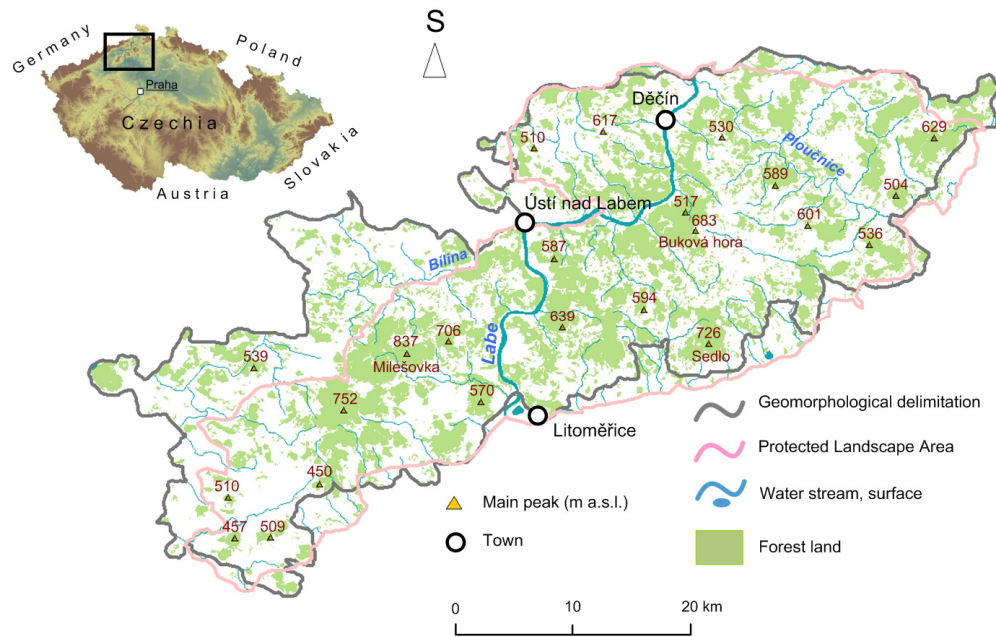 Germany
Poland
Praha
Czechia
Slovakia
Austria
S
Děčín
617
510
530
629
Ploučnice
589
504
Ústí nad Labem
517
683
Buková hora
601
536
Bílina
587
594
639
Labe
706
837
Milešovka
726
Sedlo
539
752
570
Litoměřice
450
510
457
509
Geomorphological delimitation
Protected Landscape Area
Water stream, surface
Forest land
Main peak (m a.s.l.)
Town
0 10 20 km